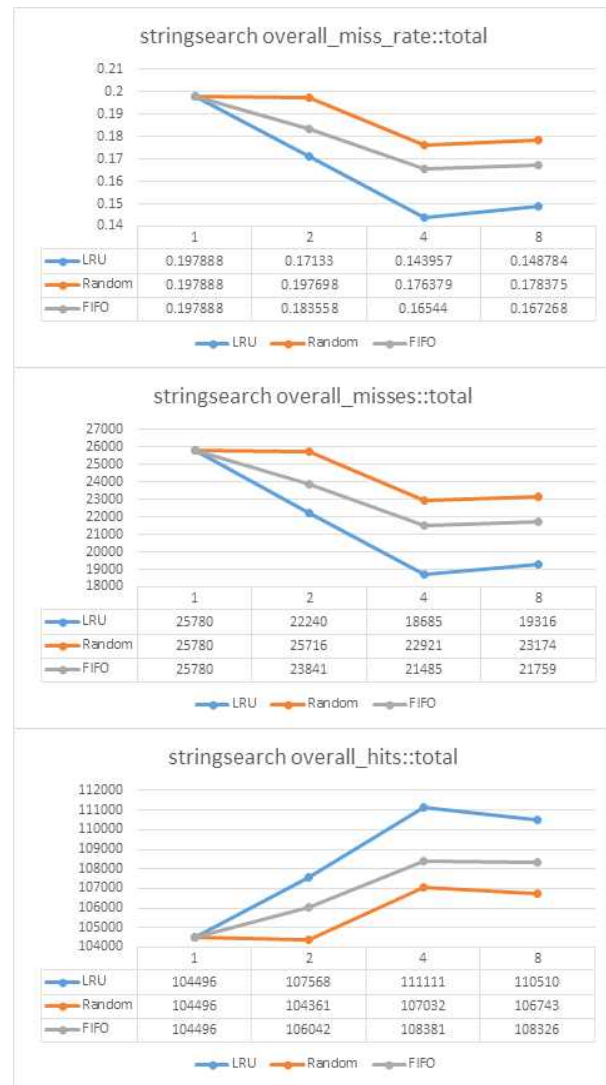 stringsearch overall_miss_rate::total
0.21
0.2
0.19
0.18
0.17
0.16
0.15
0.14
1 2 4 8
LRU 0.197888 0.17133 0.143957 0.148784
Random 0.197888 0.197698 0.176379 0.178375
FIFO 0.197888 0.183558 0.16544 0.167268
LRU Random FIFO
stringsearch overall_misses::total
27000
26000
25000
24000
23000
22000
21000
20000
19000
18000
1 2 4 8
LRU 25780 22240 18685 19316
Random 25780 25716 22921 23174
FIFO 25780 23841 21485 21759
LRU Random FIFO
stringsearch overall_hits::total
112000
111000
110000
109000
108000
107000
106000
105000
104000
1 2 4 8
LRU 104496 107568 111111 110510
Random 104496 104361 107032 106743
FIFO 104496 106042 108381 108326
LRU Random FIFO